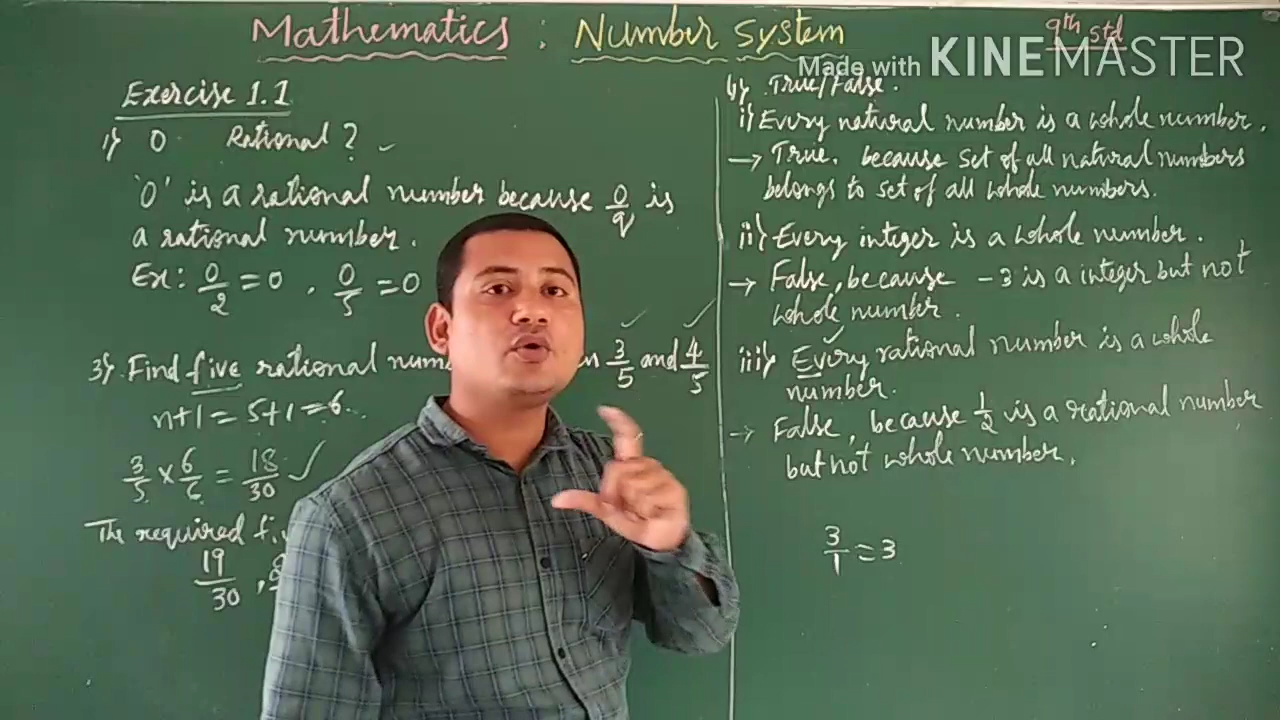 Mathematics : Number System
9th std
Made with KINEMASTER
Exercise 1.1
1) 0 Rational ?
'0' is a rational number because 0/q is
a rational number.
Ex: 0/2 = 0 , 0/5 = 0
3) Find five rational num n 3/5 and 4/5
n+1 = 5+1 = 6
3/5 × 6/6 = 18/30
The required fi
19/30 ,
4) True/False.
i) Every natural number is a whole number.
→ True. because set of all natural numbers
belongs to set of all whole numbers.
ii) Every integer is a whole number.
→ False, because -3 is a integer but not
whole number.
iii) Every rational number is a whole
number.
→ False, because 1/2 is a rational number
but not whole number.
3/1 = 3